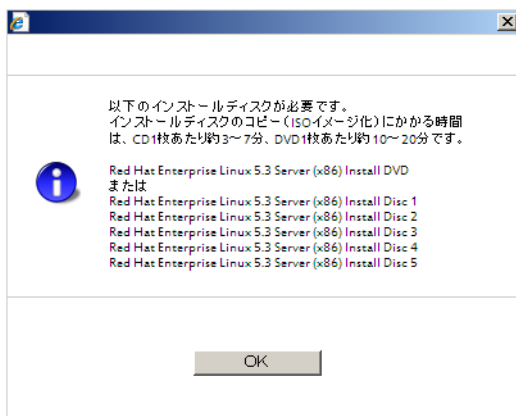 以下のインストールディスクが必要です。
インストールディスクのコピー(ISOイメージ化)にかかる時間
は、CD1枚あたり約3～7分、DVD1枚あたり約10～20分です。
Red Hat Enterprise Linux 5.3 Server (x86) Install DVD
または
Red Hat Enterprise Linux 5.3 Server (x86) Install Disc 1
Red Hat Enterprise Linux 5.3 Server (x86) Install Disc 2
Red Hat Enterprise Linux 5.3 Server (x86) Install Disc 3
Red Hat Enterprise Linux 5.3 Server (x86) Install Disc 4
Red Hat Enterprise Linux 5.3 Server (x86) Install Disc 5
OK